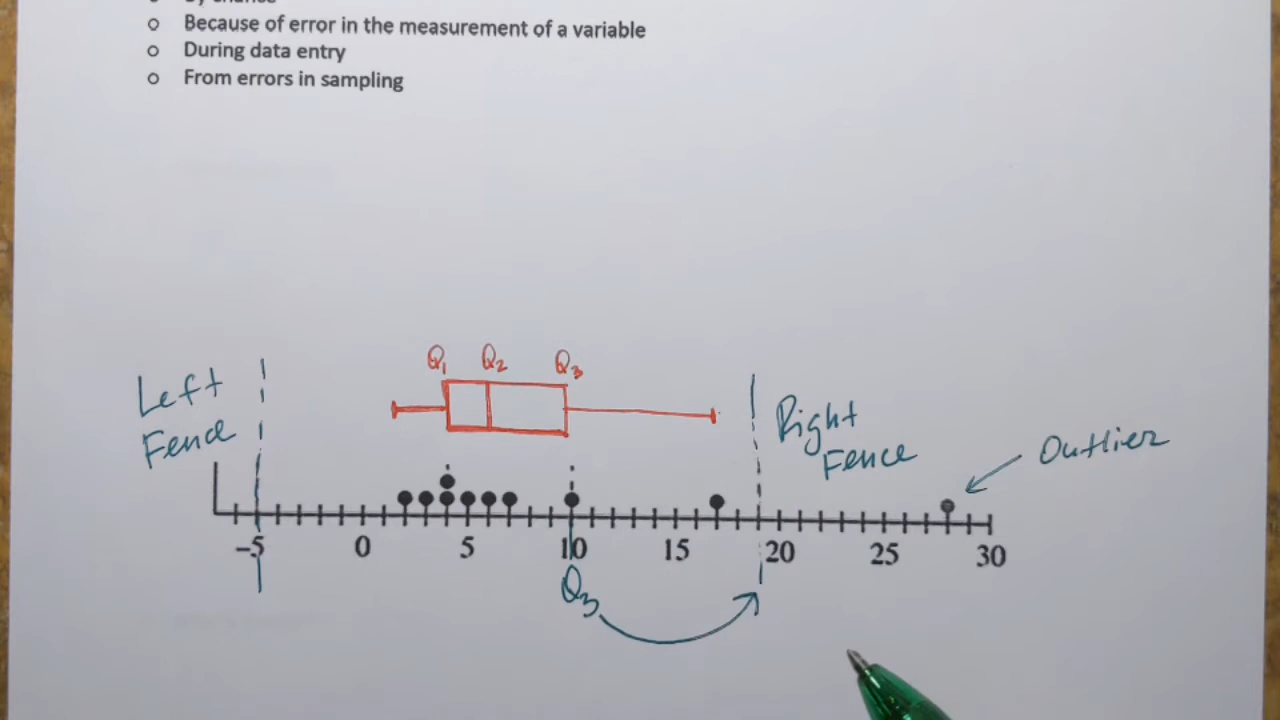 Because of error in the measurement of a variable
During data entry
From errors in sampling
Q1 Q2 Q3
Left
Fence
Right
Fence
Outlier
-5 0 5 10 15 20 25 30
Q3